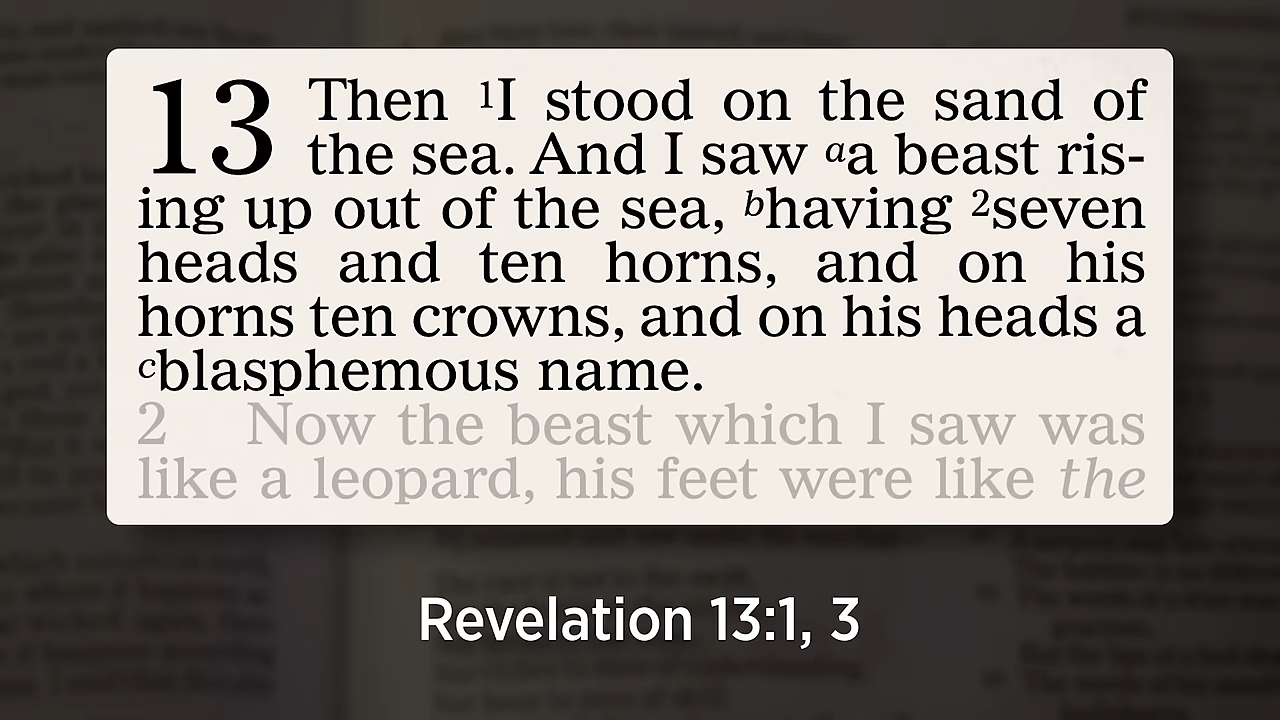 13 Then 1I stood on the sand of
the sea. And I saw aa beast ris-
ing up out of the sea, bhaving 2seven
heads and ten horns, and on his
horns ten crowns, and on his heads a
cblasphemous name.
2 Now the beast which I saw was
like a leopard, his feet were like the
Revelation 13:1, 3